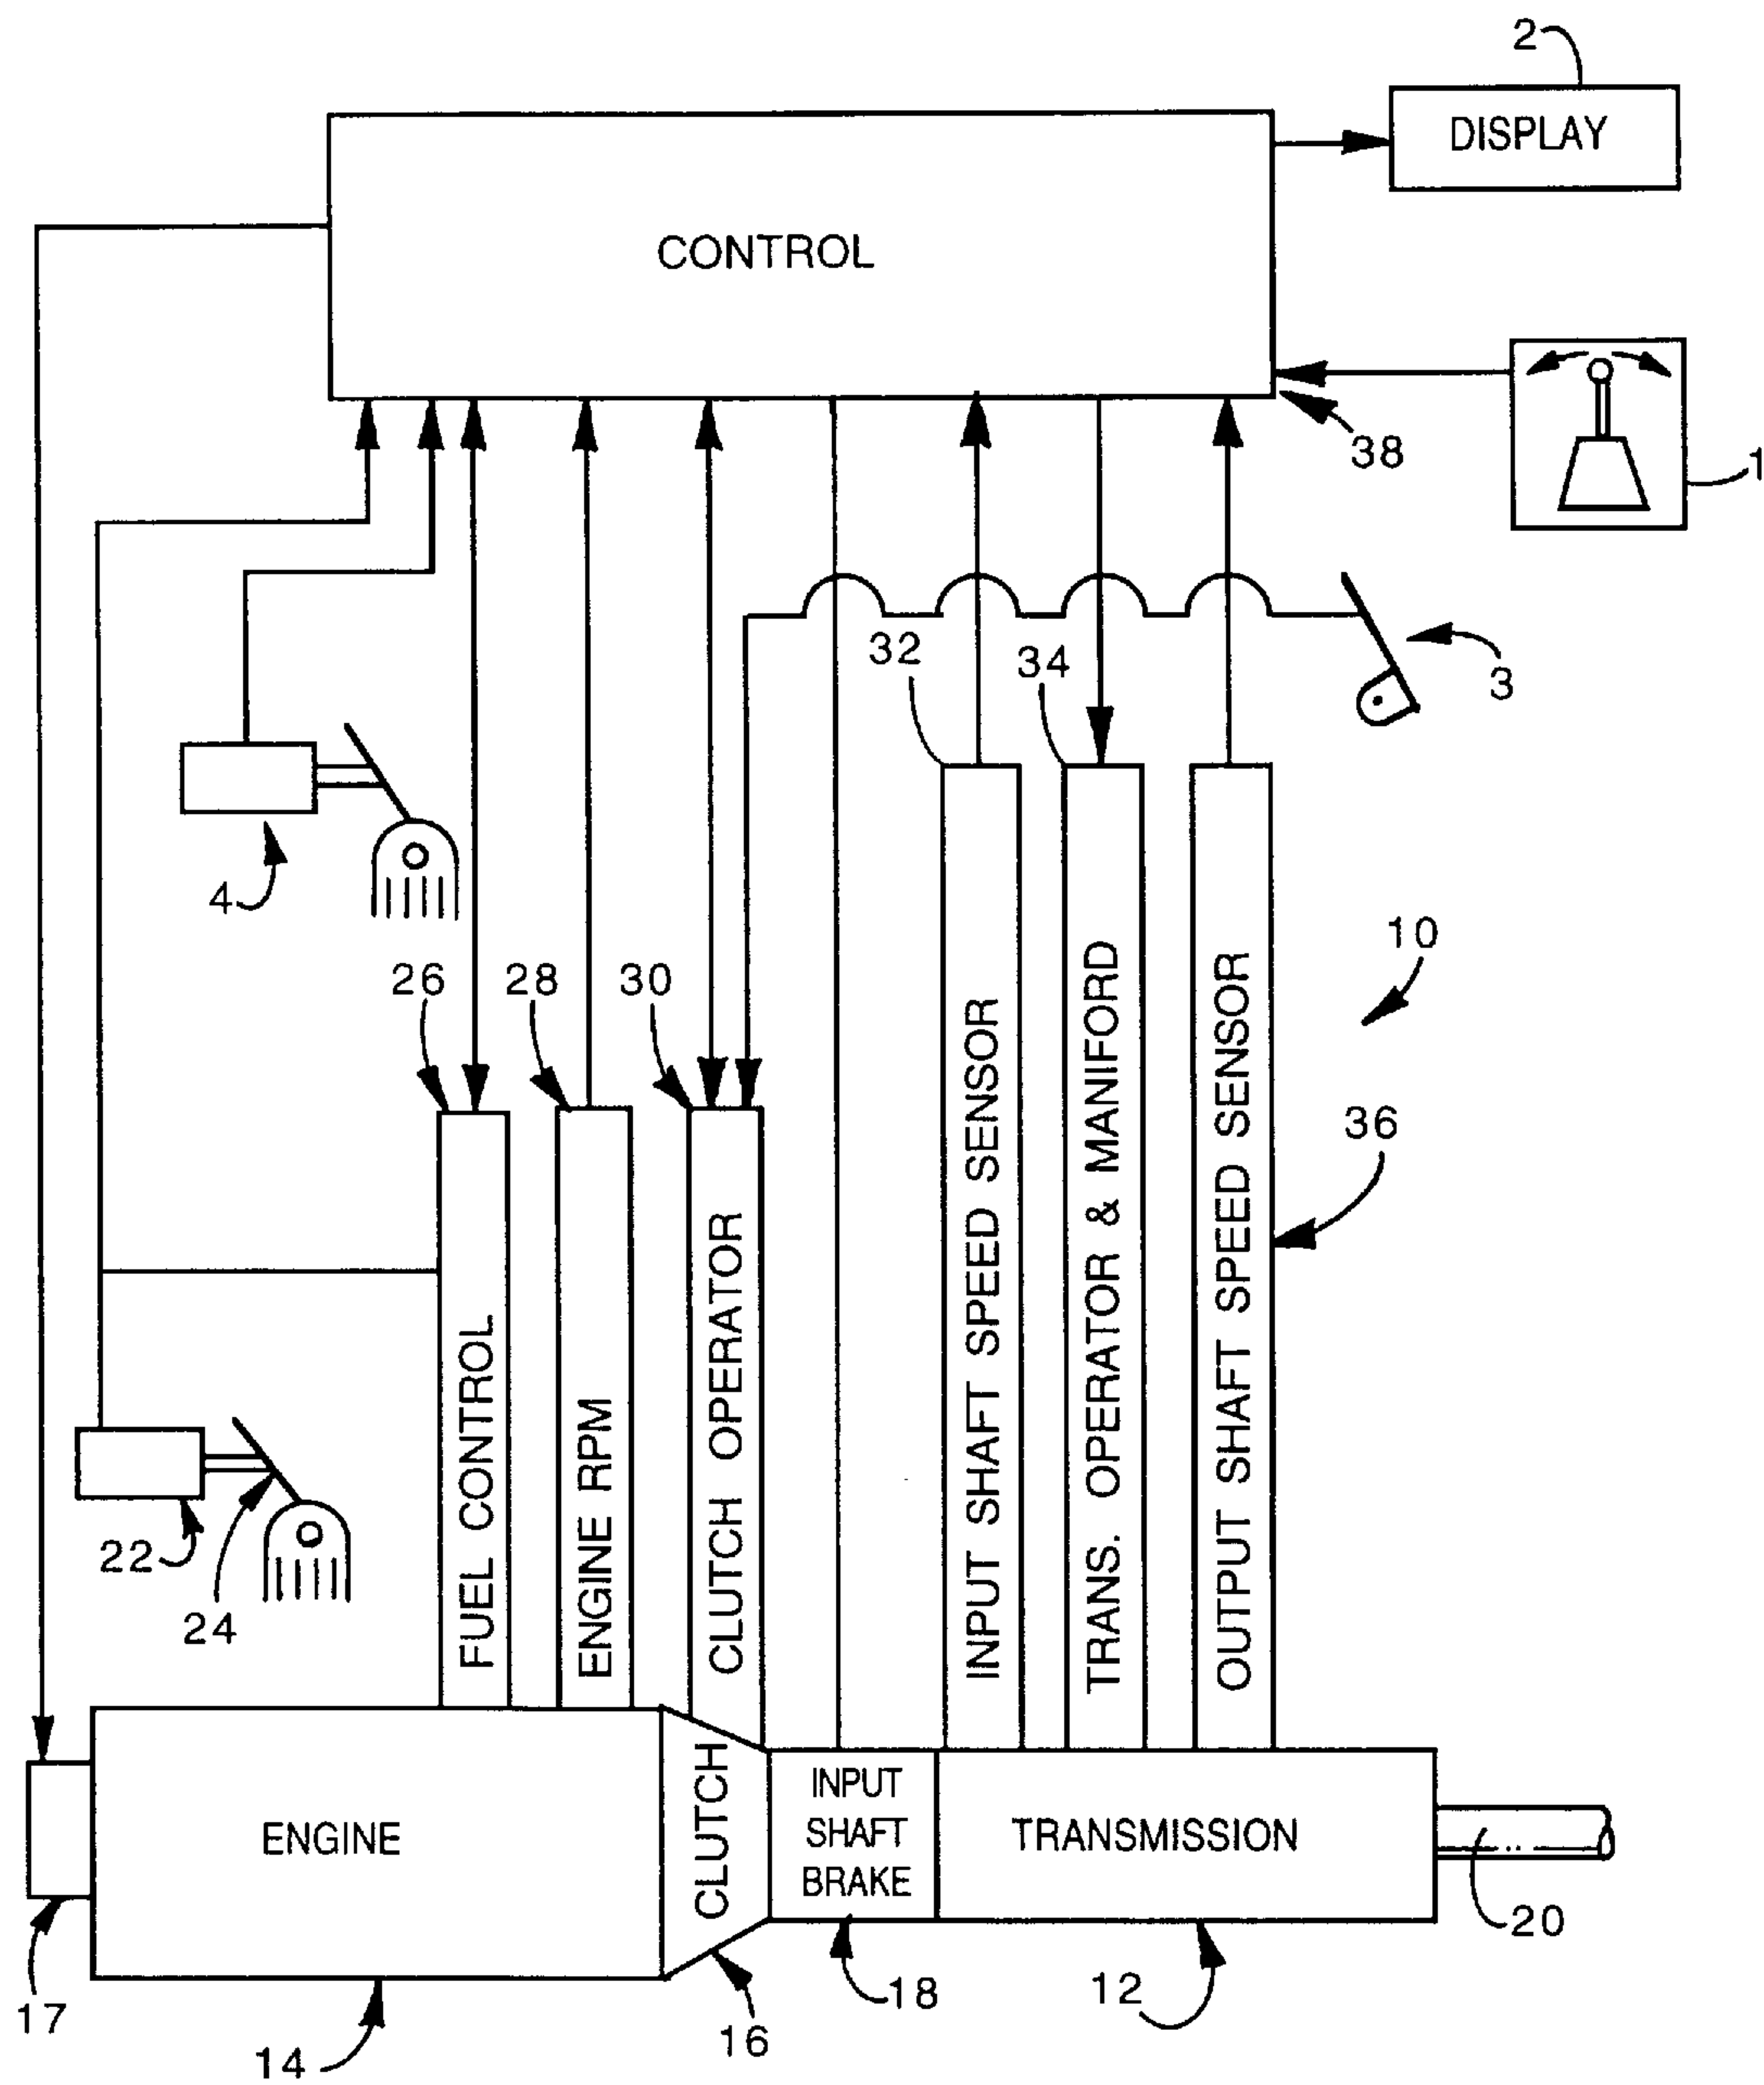 2
DISPLAY
CONTROL
38
1
32
34
3
4
10
26
28
30
36
INPUT SHAFT SPEED SENSOR
TRANS. OPERATOR & MANIFORD
OUTPUT SHAFT SPEED SENSOR
FUEL CONTROL
ENGINE RPM
CLUTCH OPERATOR
22
24
ENGINE
CLUTCH
INPUT
SHAFT
BRAKE
TRANSMISSION
20
17
14
16
18
12